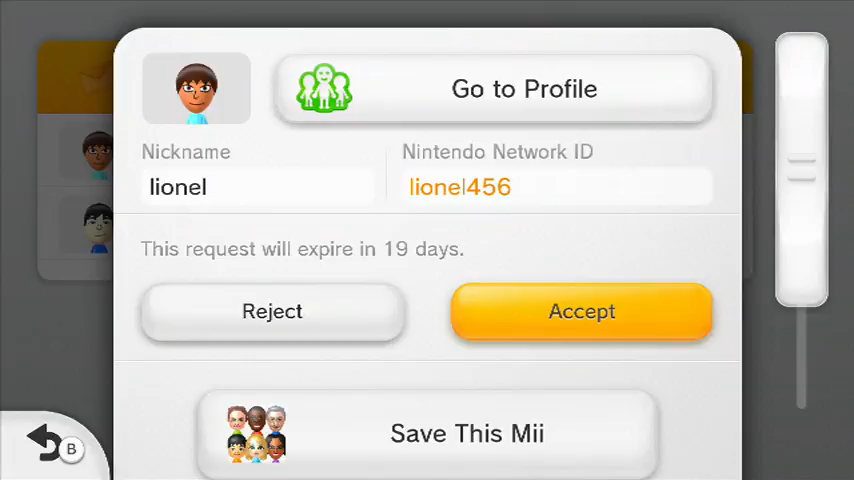 Go to Profile
Nickname
Nintendo Network ID
lionel
lionel456
This request will expire in 19 days.
Reject
Accept
Save This Mii
B